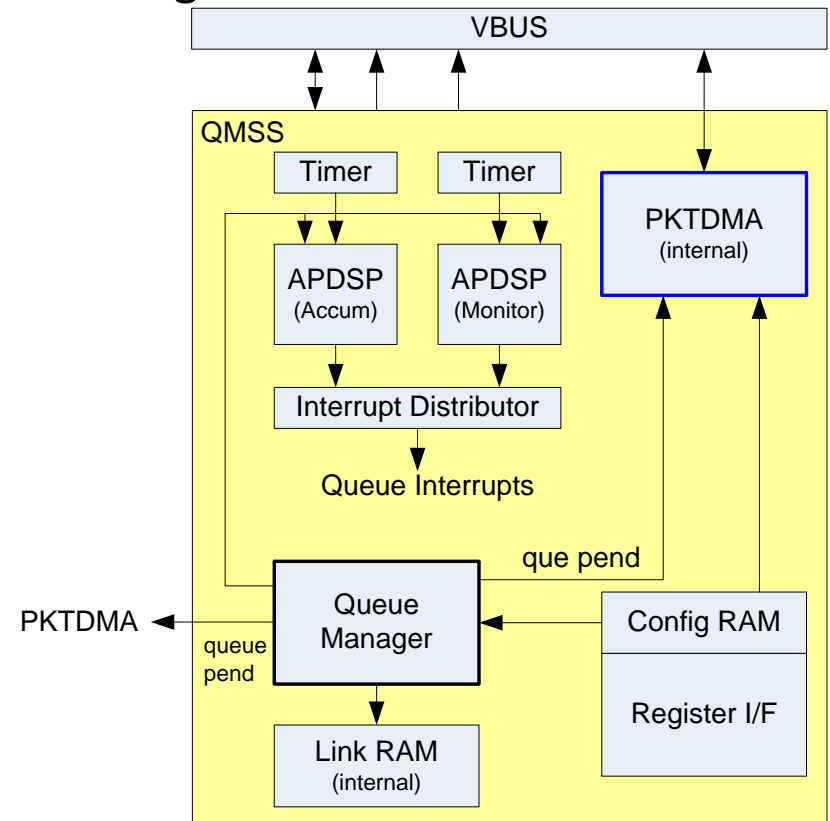 VBUS
QMSS
Timer
Timer
PKTDMA
(internal)
APDSP
(Accum)
APDSP
(Monitor)
Interrupt Distributor
Queue Interrupts
que pend
Queue
Manager
PKTDMA
queue
pend
Config RAM
Register I/F
Link RAM
(internal)